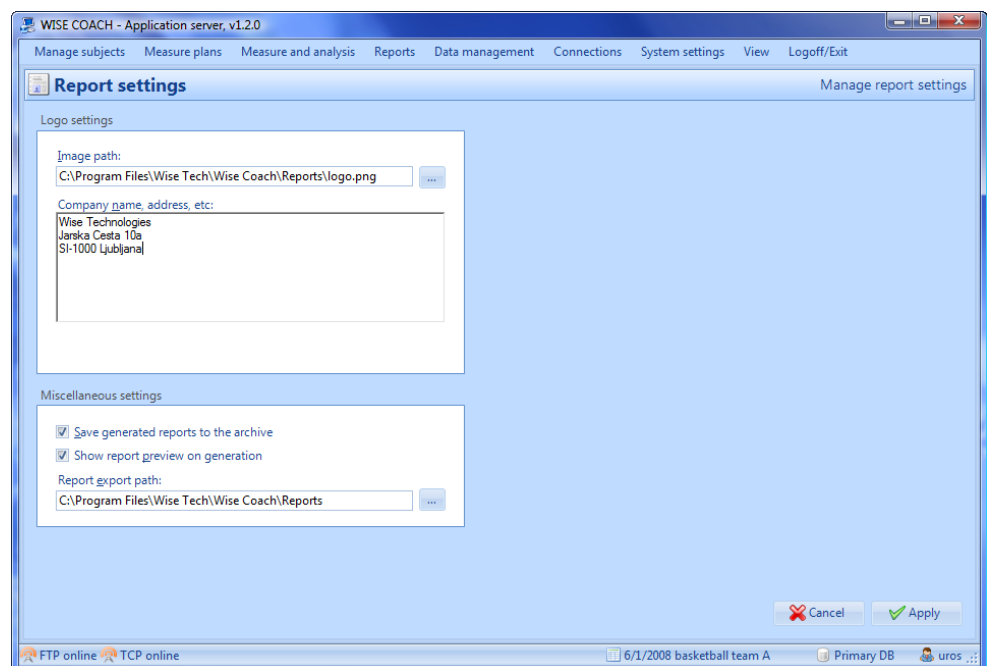 WISE COACH - Application server, v1.2.0
Manage subjects Measure plans Measure and analysis Reports Data management Connections System settings View Logoff/Exit
Report settings Manage report settings
Logo settings
Image path:
C:\Program Files\Wise Tech\Wise Coach\Reports\logo.png ...
Company name, address, etc:
Wise Technologies
Jarska Cesta 10a
SI-1000 Ljubljana
Miscellaneous settings
Save generated reports to the archive
Show report preview on generation
Report export path:
C:\Program Files\Wise Tech\Wise Coach\Reports ...
Cancel Apply
FTP online TCP online 6/1/2008 basketball team A Primary DB uros